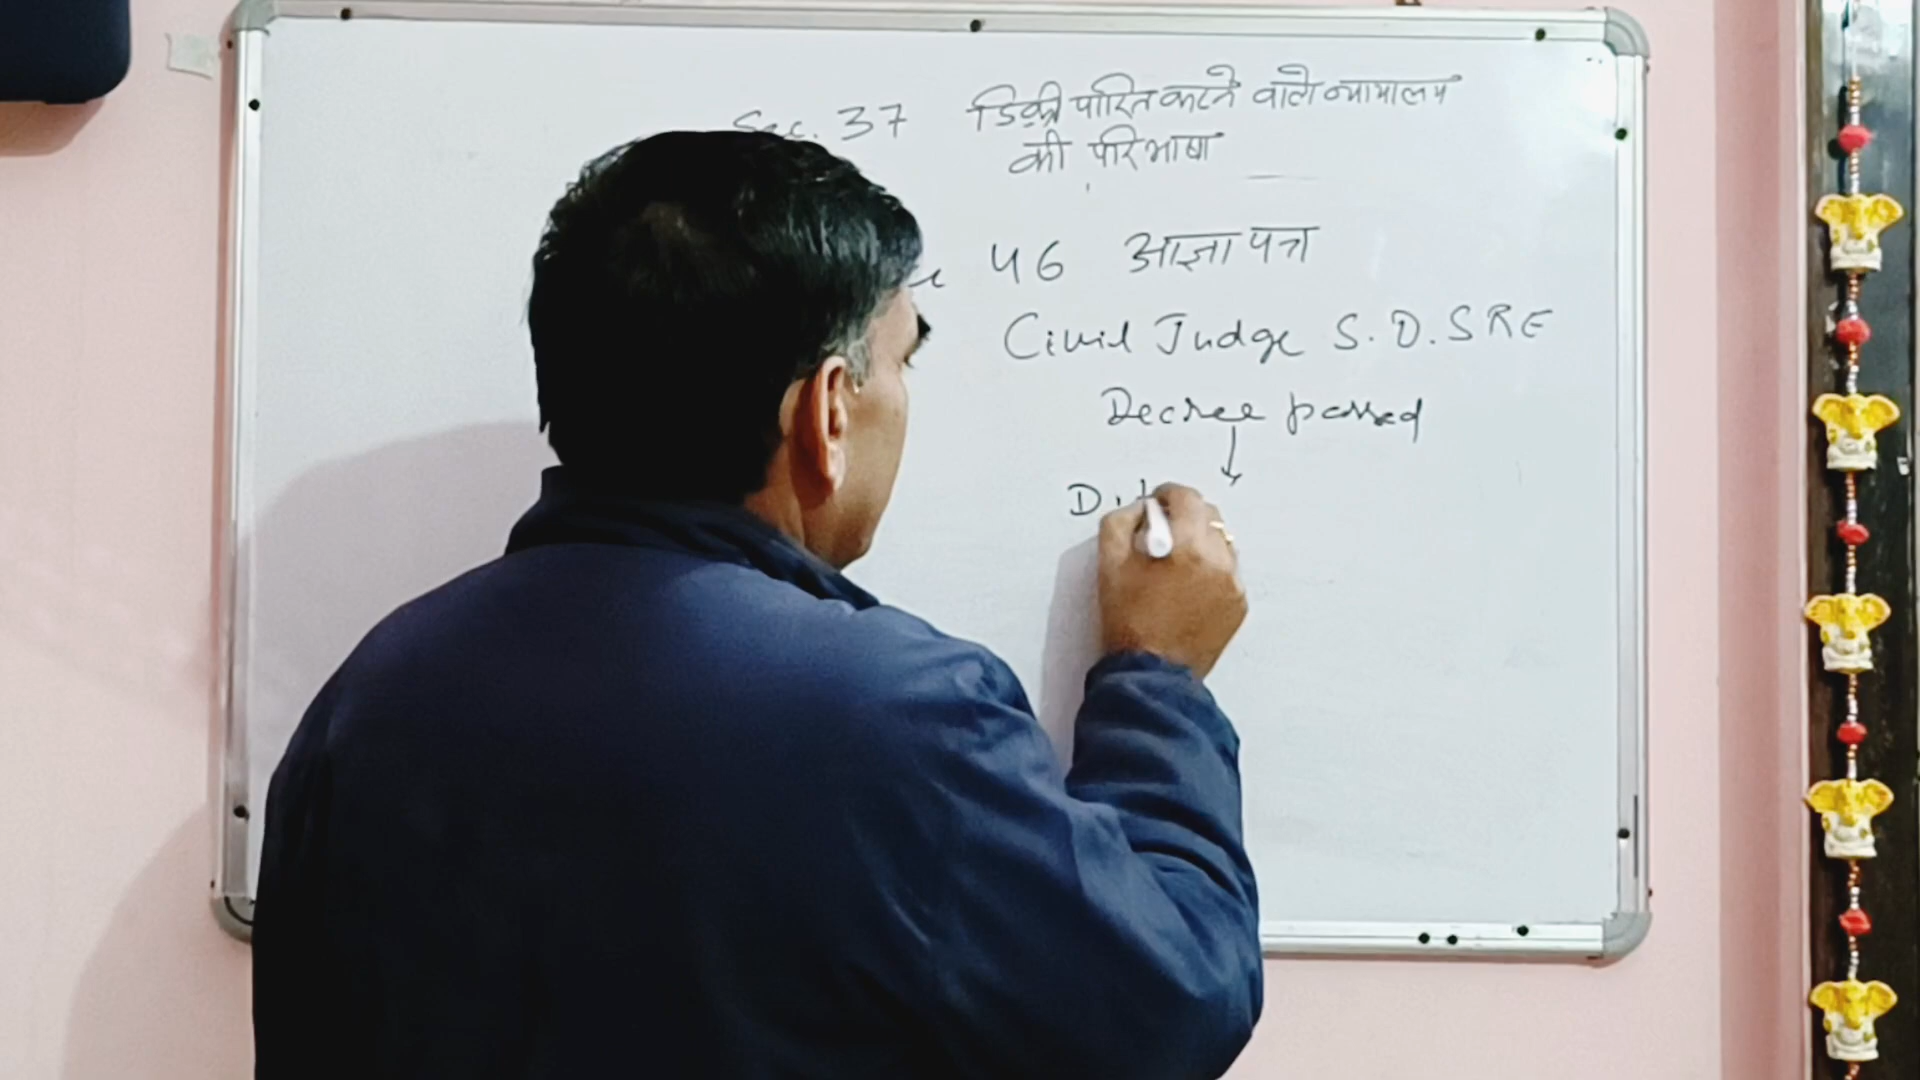 Sec. 37 डिक्री पारित करने वाले न्यायालय
की परिभाषा
46 आज्ञापत्र
Civil Judge S.D. SRE
Decree passed